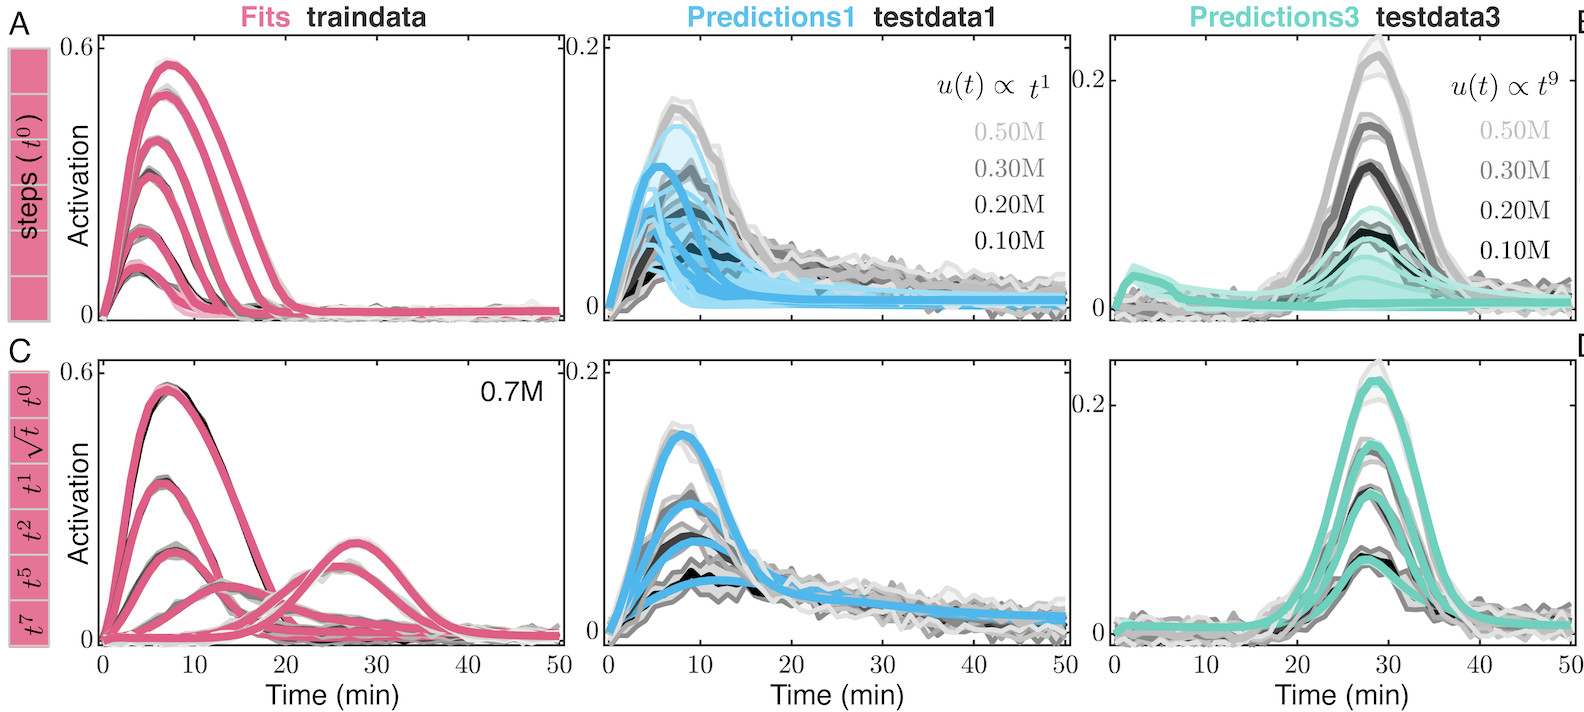 A
Fits traindata
Predictions1 testdata1
Predictions3 testdata3
steps ( t⁰)
Activation
0.6
0
0.2
0
u(t) ∝ t¹
0.50M
0.30M
0.20M
0.10M
0.2
0
u(t) ∝ t⁹
0.50M
0.30M
0.20M
0.10M
C
t⁰
√t
t¹
t²
t⁵
t⁷
Activation
0.6
0
0.7M
0 10 20 30 40 50
Time (min)
0.2
0
0 10 20 30 40 50
Time (min)
0.2
0
0 10 20 30 40 50
Time (min)